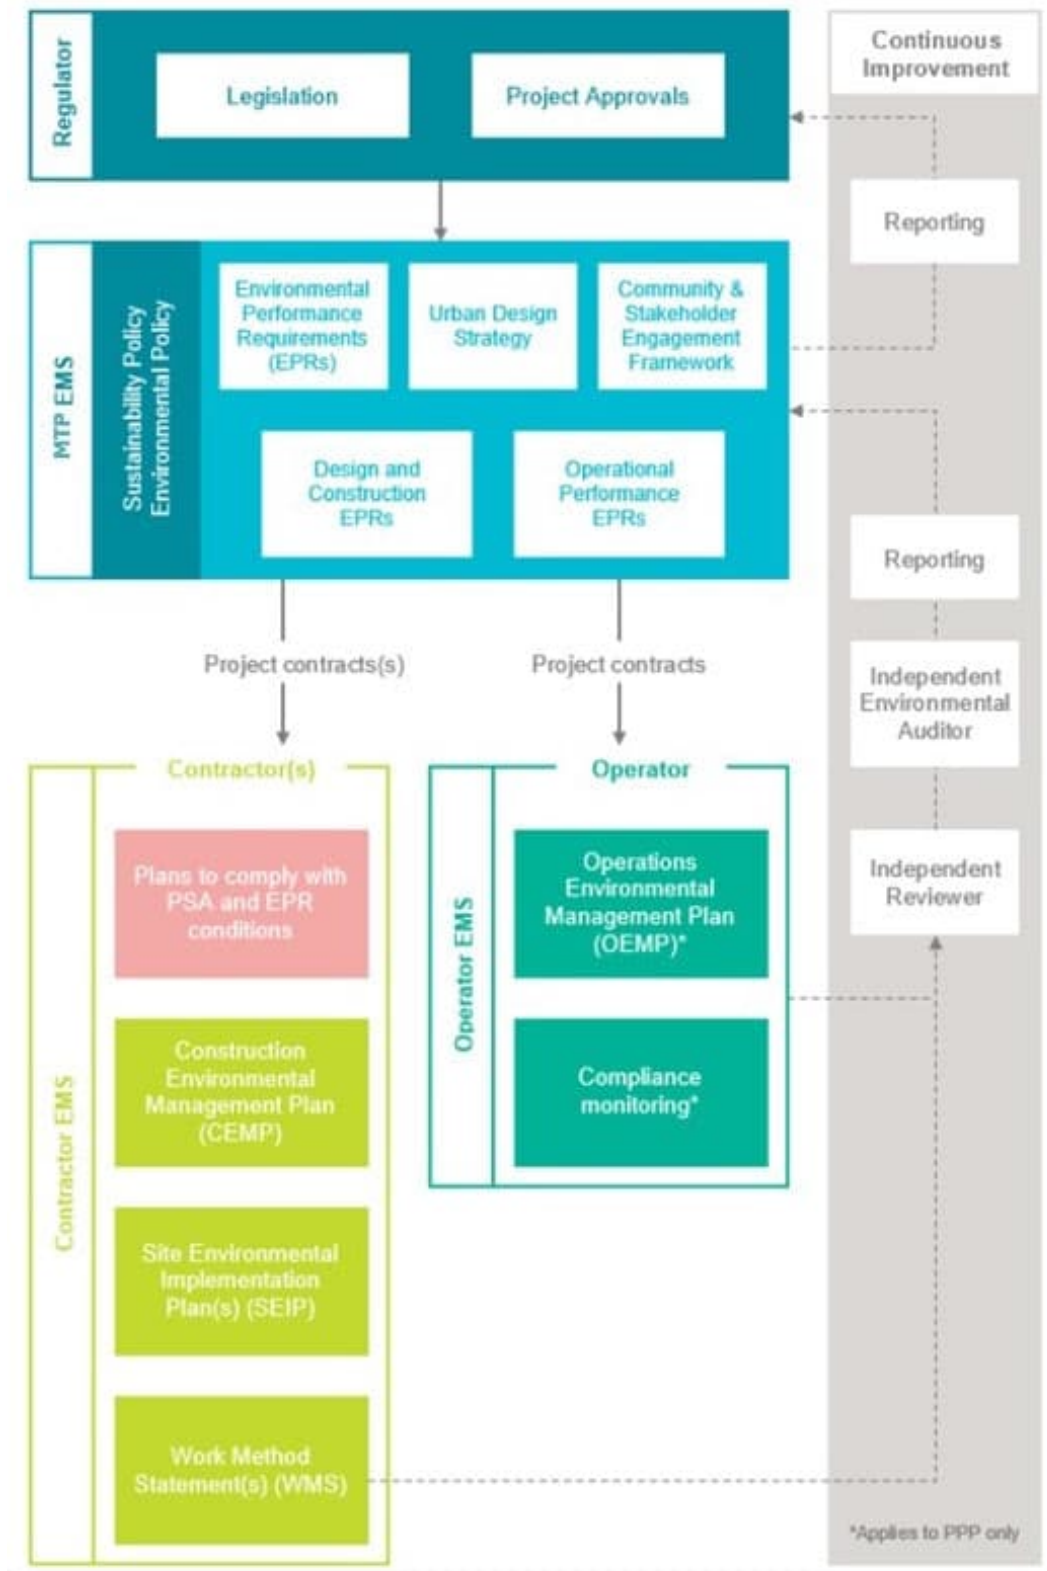 Regulator
Legislation
Project Approvals
Continuous
Improvement
Reporting
MTP EMS
Sustainability Policy
Environmental Policy
Environmental
Performance
Requirements
(EPRs)
Urban Design
Strategy
Community &
Stakeholder
Engagement
Framework
Design and
Construction
EPRs
Operational
Performance
EPRs
Reporting
Project contracts(s)
Project contracts
Independent
Environmental
Auditor
Contractor(s)
Operator
Contractor EMS
Plans to comply with
PSA and EPR
conditions
Construction
Environmental
Management Plan
(CEMP)
Site Environmental
Implementation
Plan(s) (SEIP)
Work Method
Statement(s) (WMS)
Operator EMS
Operations
Environmental
Management Plan
(OEMP)*
Compliance
monitoring*
Independent
Reviewer
*Applies to PPP only